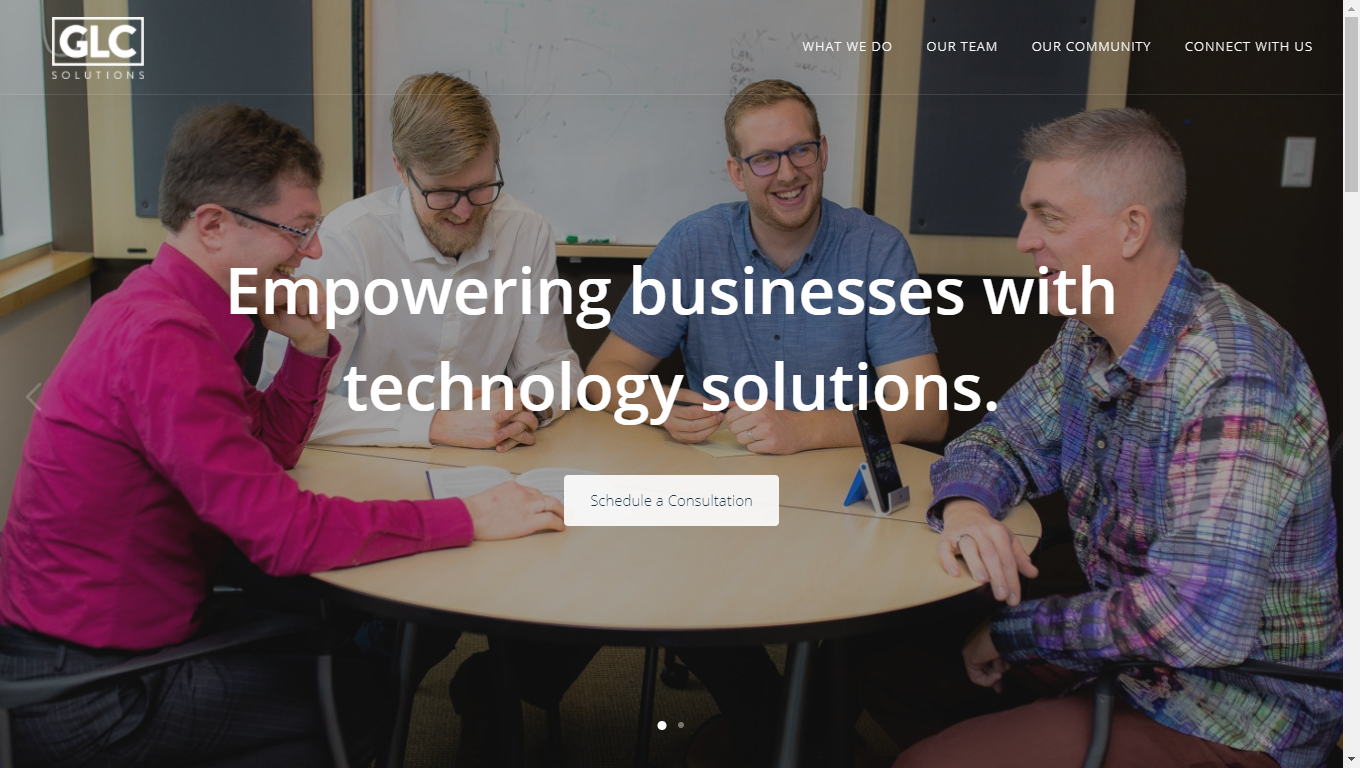 GLC
SOLUTIONS
WHAT WE DO
OUR TEAM
OUR COMMUNITY
CONNECT WITH US
Empowering businesses with
technology solutions.
Schedule a Consultation